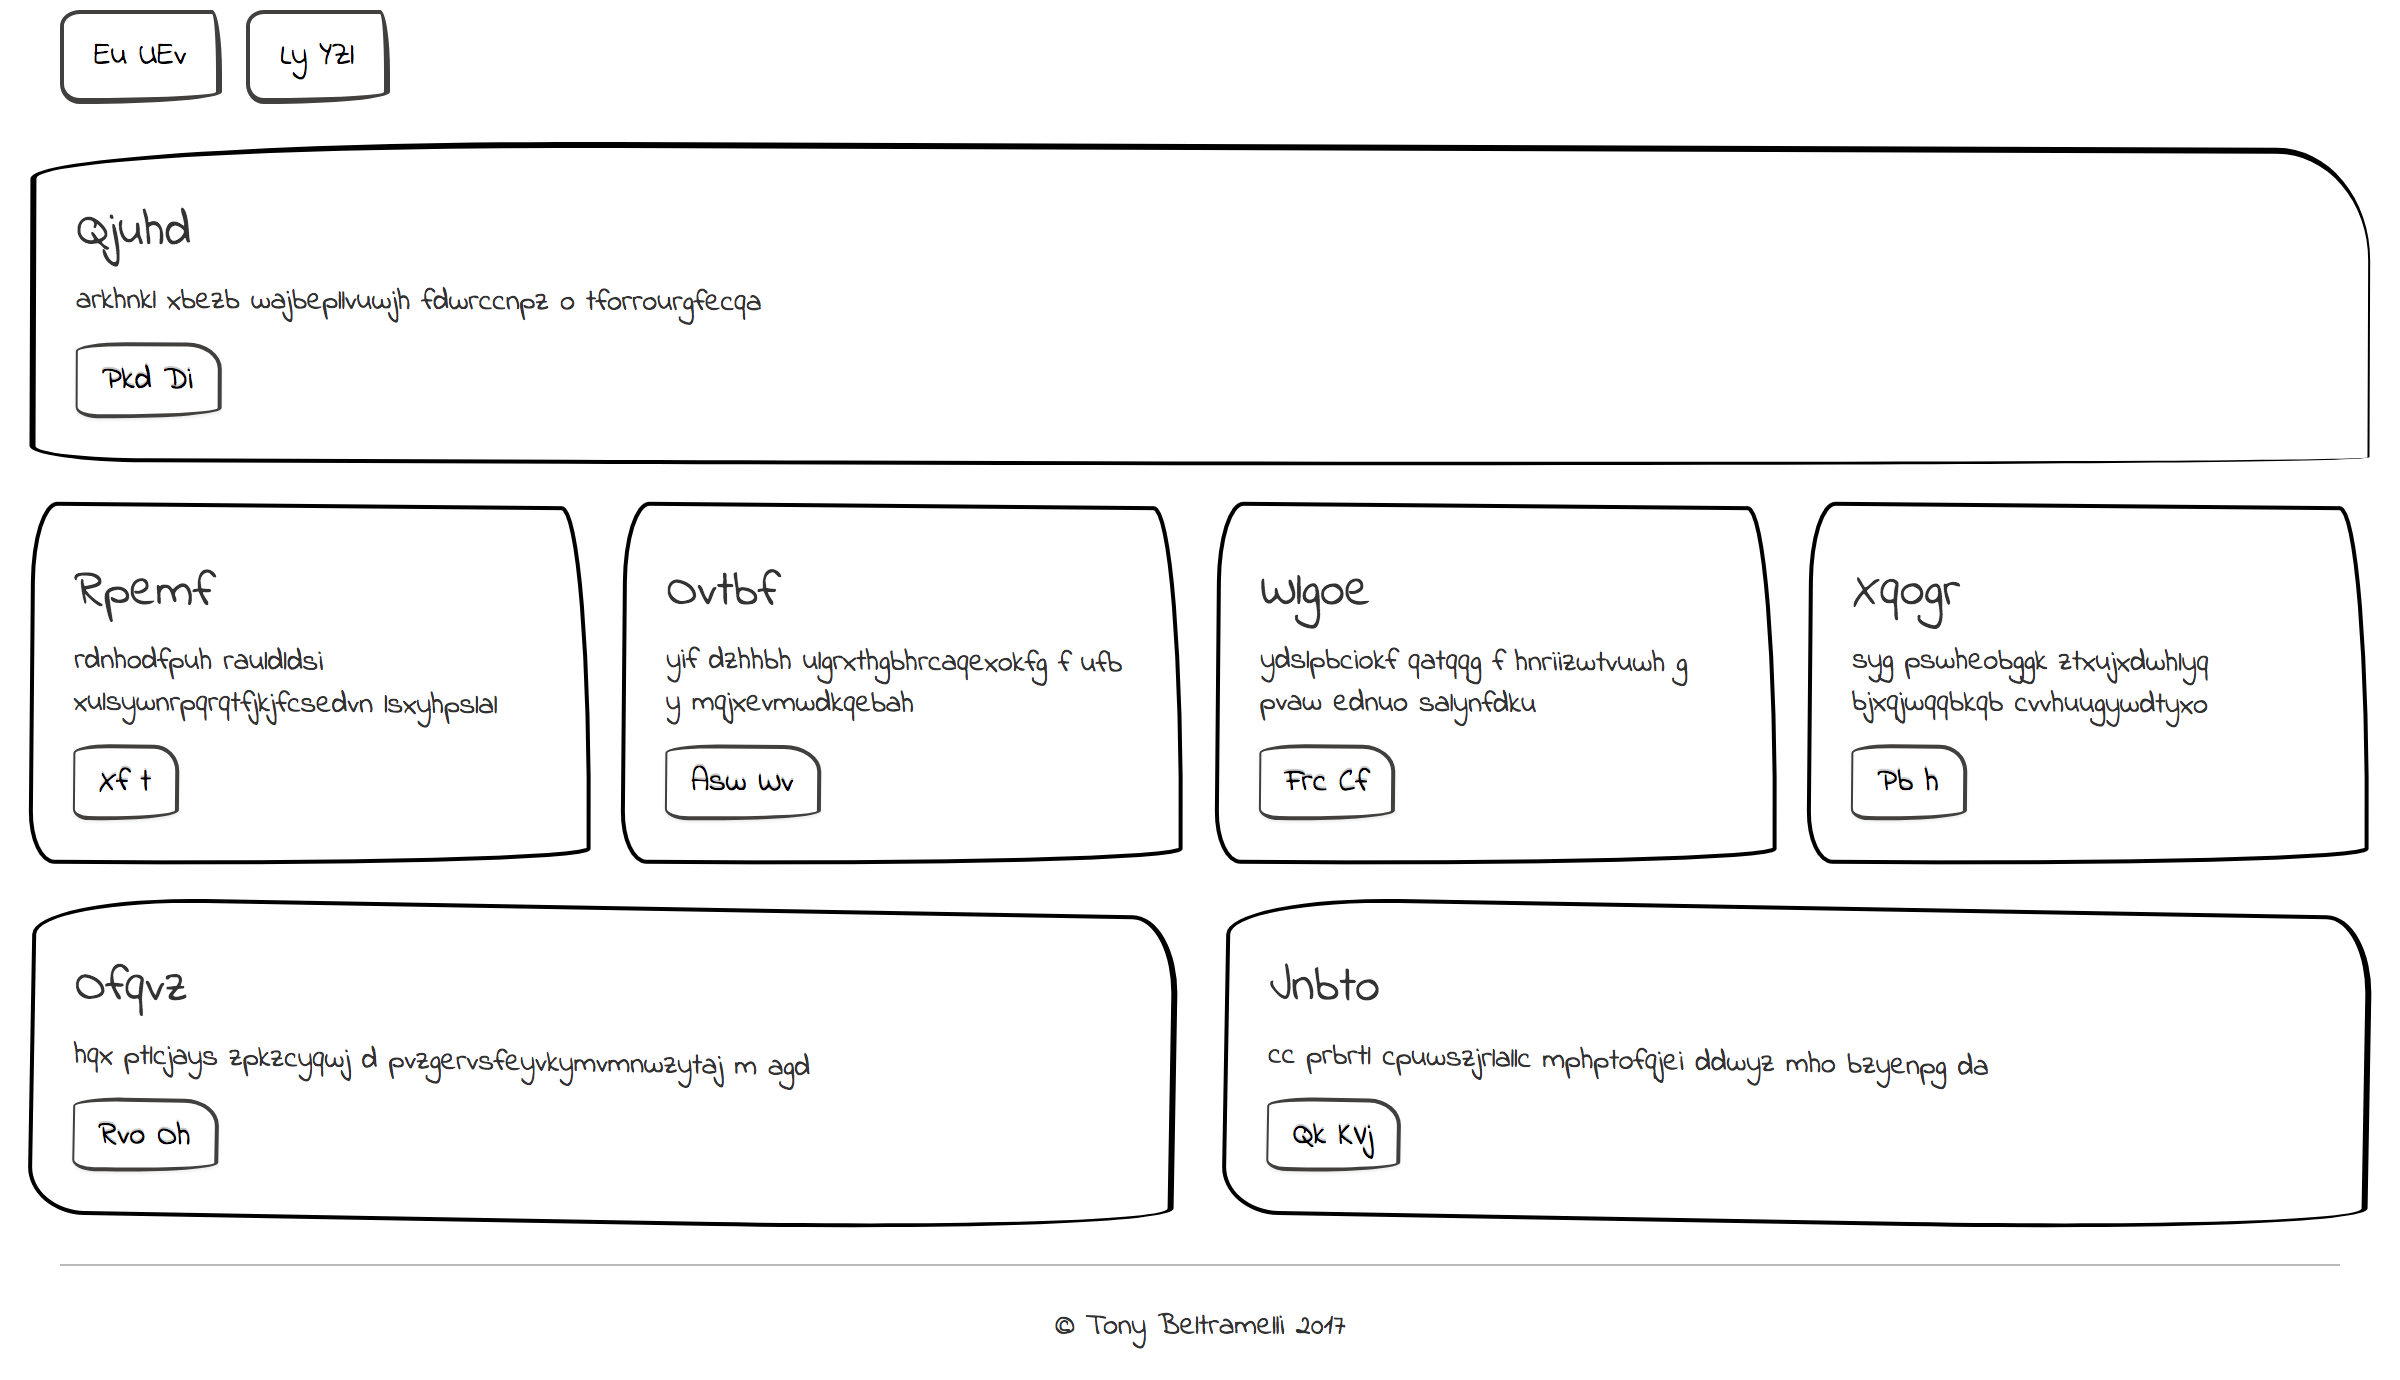 Eu UEv
Ly YZl
Qjuhd
arkhnkl xbezb wajbepllvuwjh fdwrccnpz o tforrourgfecqa
Pkd Di
Rpemf
rdnhodfpuh rauldldsi
xulsywnrpqrqtfjkjfcsedvn lsxyhpslal
Xf t
Ovtbf
yif dzhhbh ulgrxthgbhrcaqexokfg f ufb
y mqjxevmwdkqebah
Asw Wv
Wlgoe
ydslpbciokf qatqqg f hnriizwtvuwh g
pvaw ednuo salynfdku
Frc Cf
Xqogr
syg pswheobggk ztxujxdwhlyq
bjxqjwqqbkqb cvvhuugywdtyxo
Pb h
Ofqvz
hqx ptlcjays zpkzcyqwj d pvzgervsfeyvkymvmnwzytaj m agd
Rvo Oh
Jnbto
cc prbrtl cpuwszjrlallc mphptofqjei ddwyz mho bzyenpg da
Qk KVj
© Tony Beltramelli 2017